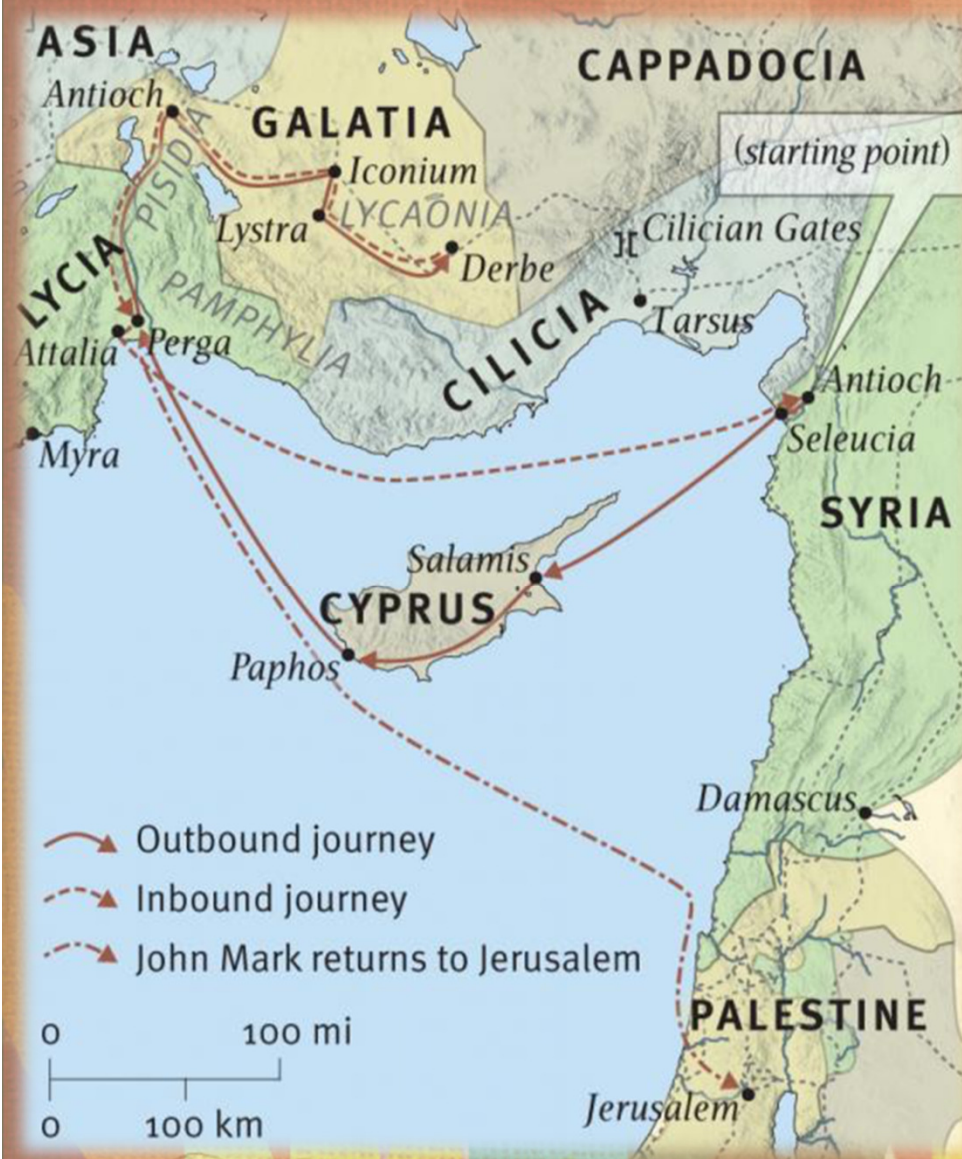 ASIA
CAPPADOCIA
Antioch
GALATIA
(starting point)
PISIDIA
Iconium
Lystra
LYCAONIA
Cilician Gates
Derbe
LYCIA
PAMPHYLIA
CILICIA
Tarsus
Attalia
Perga
Antioch
Myra
Seleucia
SYRIA
Salamis
CYPRUS
Paphos
Damascus
Outbound journey
Inbound journey
John Mark returns to Jerusalem
PALESTINE
0 100 mi
0 100 km
Jerusalem